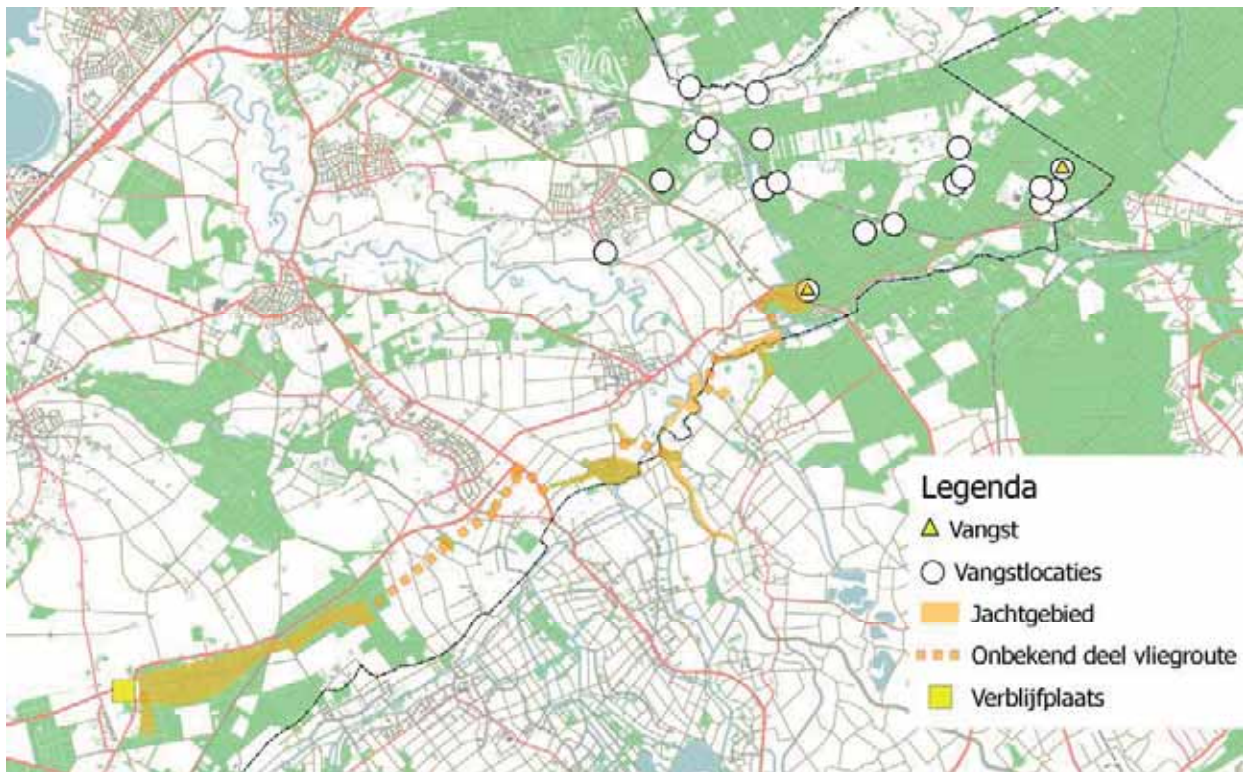 Legenda
Vangst
Vangstlocaties
Jachtgebied
Onbekend deel vliegroute
Verblijfplaats